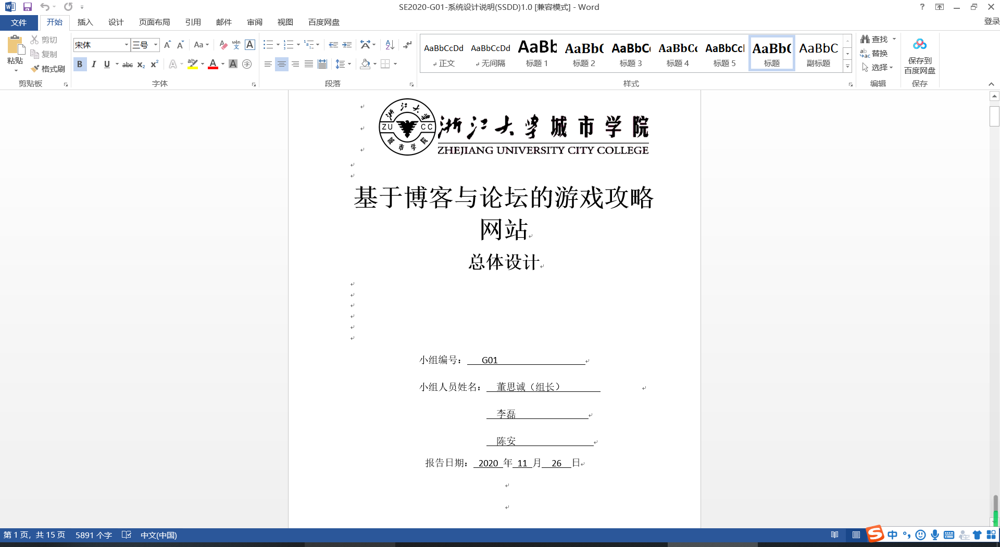 SE2020-G01-系统设计说明(SSDD)1.0 [兼容模式] - Word
文件 开始 插入 设计 页面布局 引用 邮件 审阅 视图 百度网盘 登录
粘贴 剪切 复制 格式刷 剪贴板
宋体 三号 字体
段落
AaBbCcDd AaBbCcDd AaBb AaBb( AaBbC AaBbCc AaBbCcI AaBb( AaBbC
正文 无间隔 标题 1 标题 2 标题 3 标题 4 标题 5 标题 副标题
样式
查找 替换 选择 编辑
保存到 百度网盘 保存
浙江大学城市学院
ZU CC
浙江大学城市学院
ZHEJIANG UNIVERSITY CITY COLLEGE
基于博客与论坛的游戏攻略
网站
总体设计
小组编号： G01
小组人员姓名： 董思诚（组长）
李磊
陈安
报告日期： 2020 年 11 月 26 日
第 1 页，共 15 页 5891 个字 中文(中国) 中